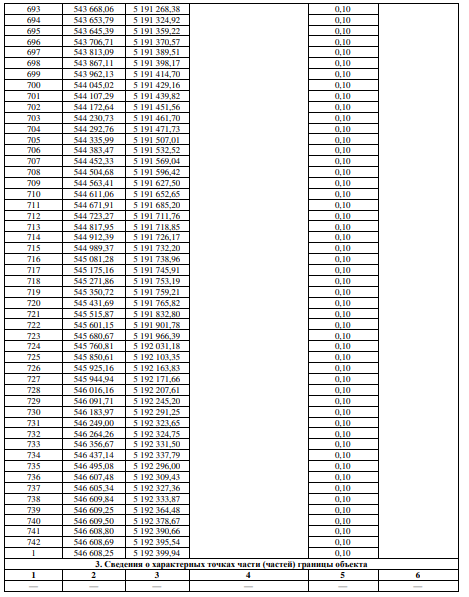 693 543 668,06 5 191 268,38 0,10
694 543 653,79 5 191 324,92 0,10
695 543 645,39 5 191 359,22 0,10
696 543 706,71 5 191 370,57 0,10
697 543 813,09 5 191 389,51 0,10
698 543 867,11 5 191 398,17 0,10
699 543 962,13 5 191 414,70 0,10
700 544 045,02 5 191 429,16 0,10
701 544 107,29 5 191 439,82 0,10
702 544 172,64 5 191 451,56 0,10
703 544 230,73 5 191 461,70 0,10
704 544 292,76 5 191 471,73 0,10
705 544 335,99 5 191 507,01 0,10
706 544 383,47 5 191 532,52 0,10
707 544 452,33 5 191 569,04 0,10
708 544 504,68 5 191 596,42 0,10
709 544 563,41 5 191 627,50 0,10
710 544 611,06 5 191 652,65 0,10
711 544 671,91 5 191 685,20 0,10
712 544 723,27 5 191 711,76 0,10
713 544 817,95 5 191 718,85 0,10
714 544 912,39 5 191 726,17 0,10
715 544 989,37 5 191 732,20 0,10
716 545 081,28 5 191 738,96 0,10
717 545 175,16 5 191 745,91 0,10
718 545 271,86 5 191 753,19 0,10
719 545 350,72 5 191 759,21 0,10
720 545 431,69 5 191 765,82 0,10
721 545 515,87 5 191 832,80 0,10
722 545 601,15 5 191 901,78 0,10
723 545 680,67 5 191 966,39 0,10
724 545 760,81 5 192 031,18 0,10
725 545 850,61 5 192 103,35 0,10
726 545 925,16 5 192 163,83 0,10
727 545 944,94 5 192 171,66 0,10
728 546 016,16 5 192 207,61 0,10
729 546 091,71 5 192 245,20 0,10
730 546 183,97 5 192 291,25 0,10
731 546 249,00 5 192 323,65 0,10
732 546 264,26 5 192 324,75 0,10
733 546 356,67 5 192 331,50 0,10
734 546 437,14 5 192 337,79 0,10
735 546 495,08 5 192 296,00 0,10
736 546 607,48 5 192 309,43 0,10
737 546 605,34 5 192 327,36 0,10
738 546 609,84 5 192 333,87 0,10
739 546 609,25 5 192 364,48 0,10
740 546 609,50 5 192 378,67 0,10
741 546 608,80 5 192 390,66 0,10
742 546 608,69 5 192 395,54 0,10
1 546 608,25 5 192 399,94 0,10
3. Сведения о характерных точках части (частей) границы объекта
1 2 3 4 5 6
— — — — — —